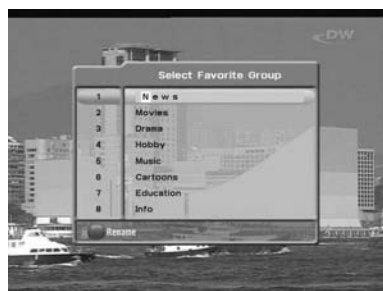 DW
Select Favorite Group
1 News
2 Movies
3 Drama
4 Hobby
5 Music
6 Cartoons
7 Education
8 Info
Rename